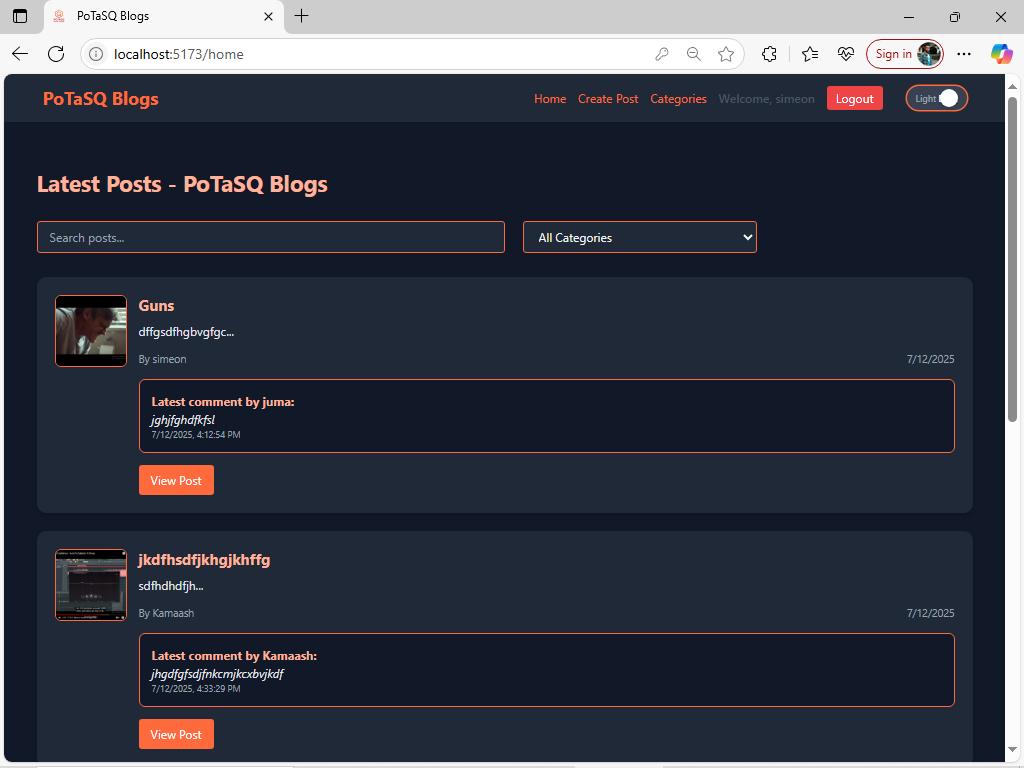 PoTaSQ Blogs
localhost:5173/home
Sign in
PoTaSQ Blogs
Home
Create Post
Categories
Welcome, simeon
Logout
Light
Latest Posts - PoTaSQ Blogs
Search posts...
All Categories
Guns
dffgsdfhgbvgfgc...
By simeon
7/12/2025
Latest comment by juma:
jghjfghdfkfsl
7/12/2025, 4:12:54 PM
View Post
jkdfhsdfjkhgjkhffg
sdfhdhdfjh...
By Kamaash
7/12/2025
Latest comment by Kamaash:
jhgdfgfsdjfnkcmjkcxbvjkdf
7/12/2025, 4:33:29 PM
View Post